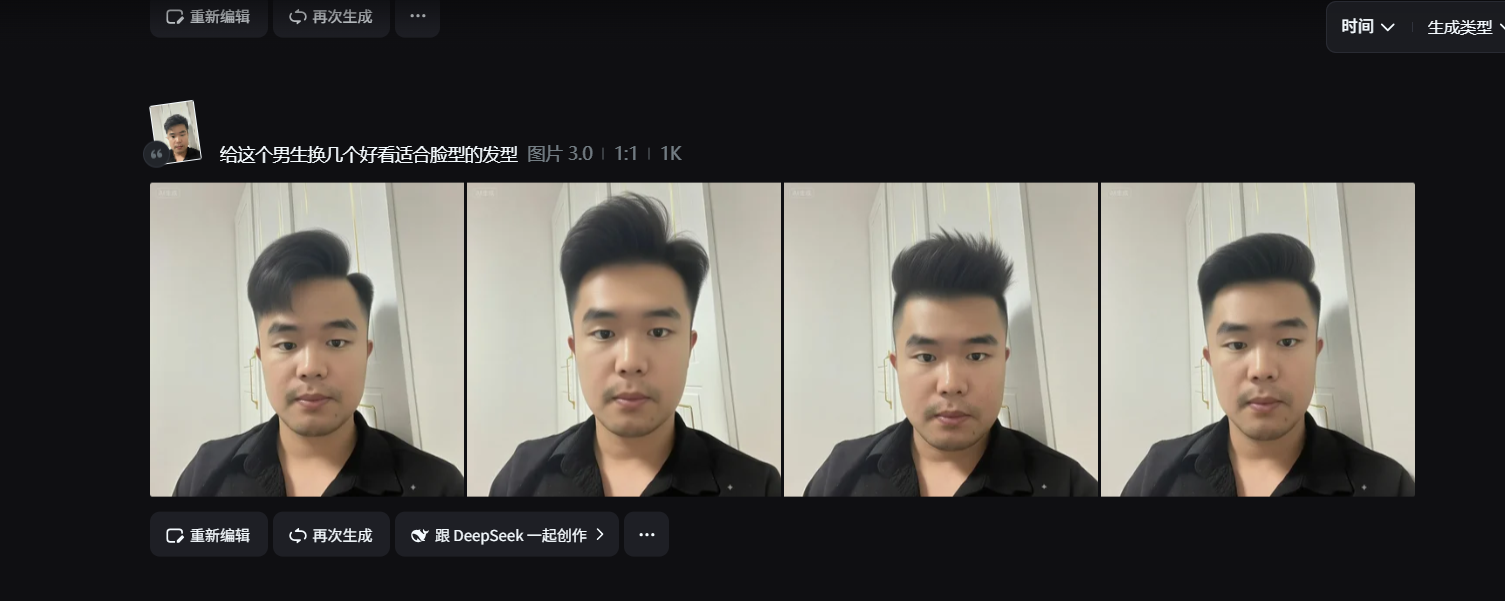 重新编辑
再次生成
···
时间
生成类型
给这个男生换几个好看适合脸型的发型 图片 3.0 | 1:1 | 1K
重新编辑
再次生成
跟 DeepSeek 一起创作
···